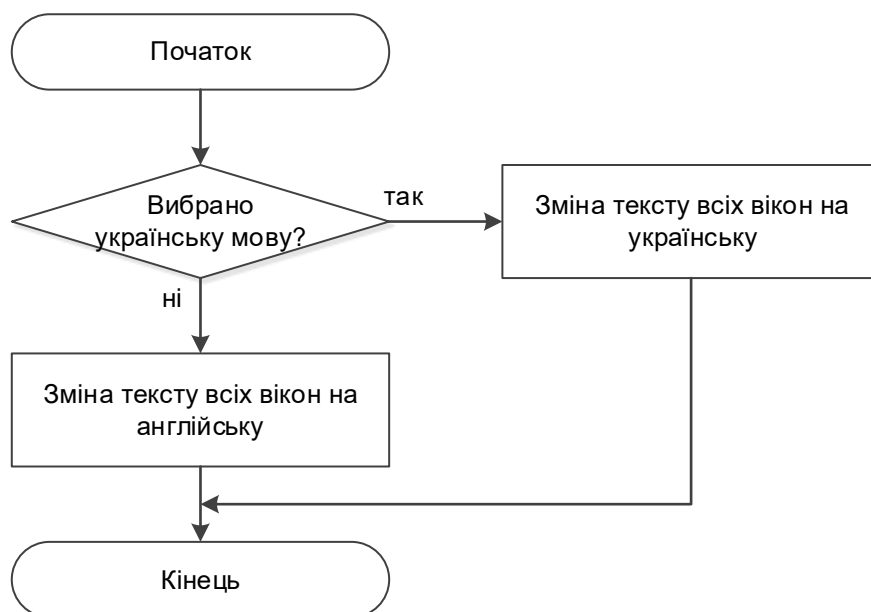 Початок
Вибрано
українську мову?
так
Зміна тексту всіх вікон на
українську
ні
Зміна тексту всіх вікон на
англійську
Кінець